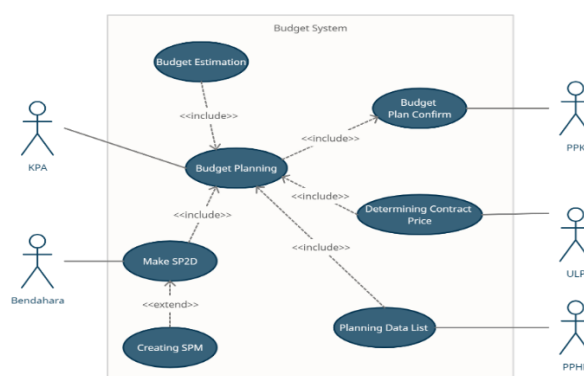 Budget System
Budget Estimation
<<include>>
Budget
Plan Confirm
PPK
<<include>>
KPA
Budget Planning
<<include>>
Determining Contract
Price
ULP
<<include>>
<<include>>
Bendahara
Make SP2D
<<extend>>
Creating SPM
Planning Data List